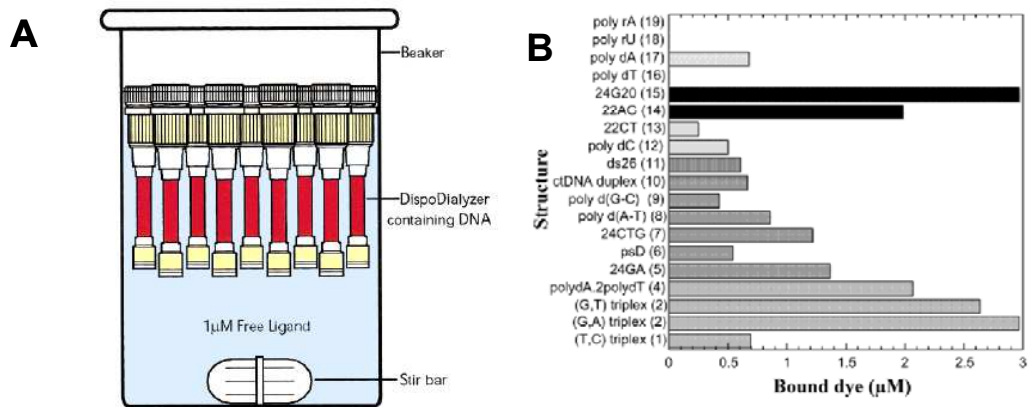 A
Beaker
DispoDialyzer
containing DNA
1µM Free Ligand
Stir bar
B
Structure
poly rA (19)
poly rU (18)
poly dA (17)
poly dT (16)
24G20 (15)
22AG (14)
22CT (13)
poly dC (12)
ds26 (11)
ctDNA duplex (10)
poly d(G-C) (9)
poly d(A-T) (8)
24CTG (7)
psD (6)
24GA (5)
polydA.2polydT (4)
(G,T) triplex (2)
(G,A) triplex (2)
(T,C) triplex (1)
0 0.5 1 1.5 2 2.5 3
Bound dye (µM)